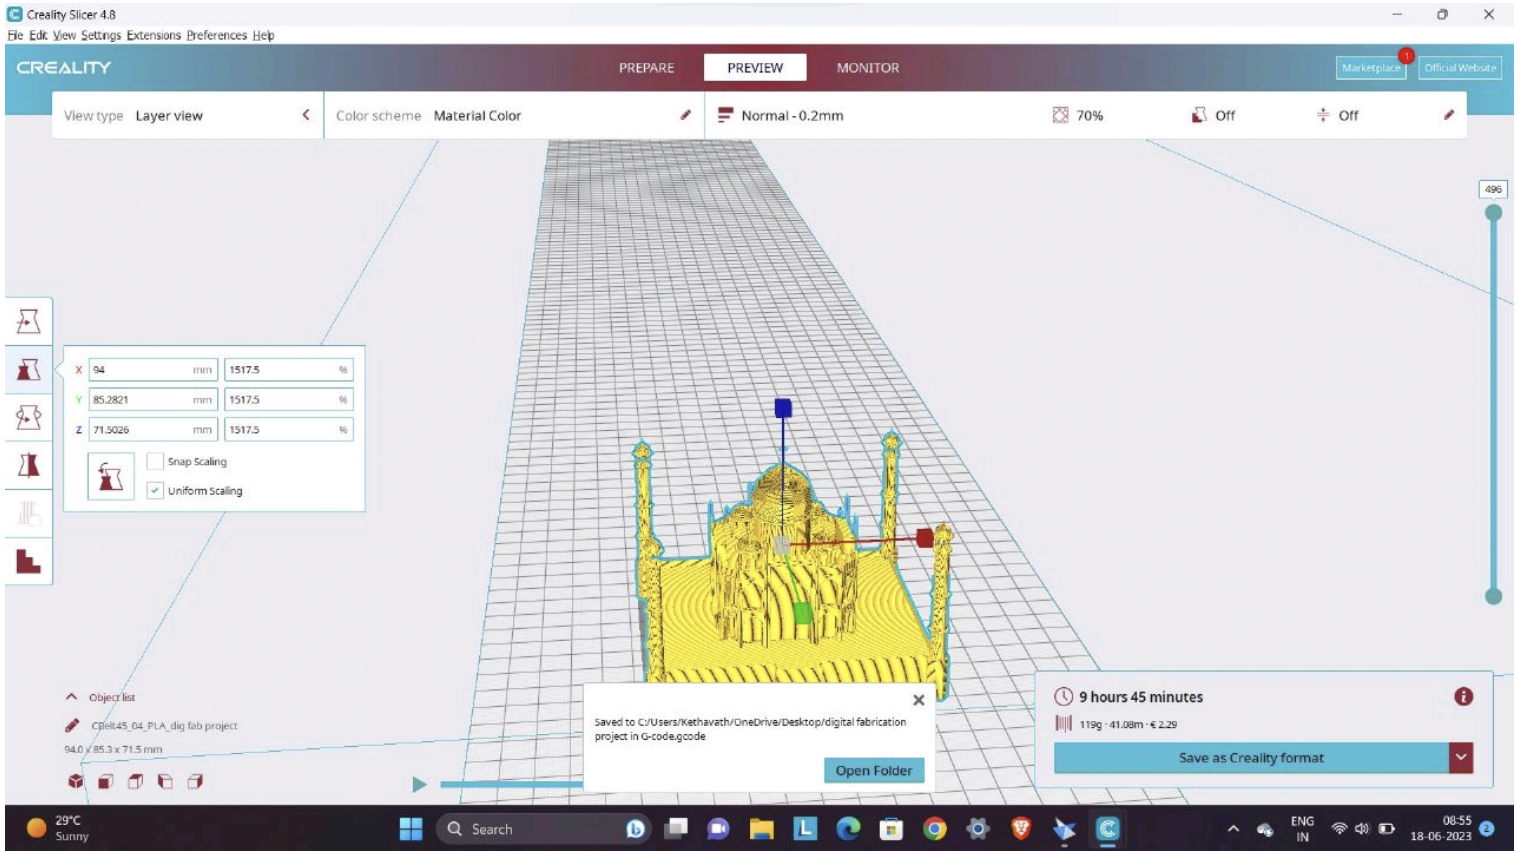 Creality Slicer 4.8
File Edit View Settings Extensions Preferences Help
CREALITY
PREPARE PREVIEW MONITOR
Marketplace 1 Official Website
View type Layer view Color scheme Material Color Normal - 0.2mm 70% Off Off
496
X 94 mm 1517.5 %
Y 85.2821 mm 1517.5 %
Z 71.5026 mm 1517.5 %
Snap Scaling
Uniform Scaling
Object list
CBelt45_04_PLA_dig fab project
94.0 x 85.3 x 71.5 mm
Saved to C:/Users/Kethavath/OneDrive/Desktop/digital fabrication
project in G-code.gcode
Open Folder
9 hours 45 minutes
119g · 41.08m · € 2.29
Save as Creality format
29°C
Sunny
Search
L
ENG
IN
08:55
18-06-2023
2